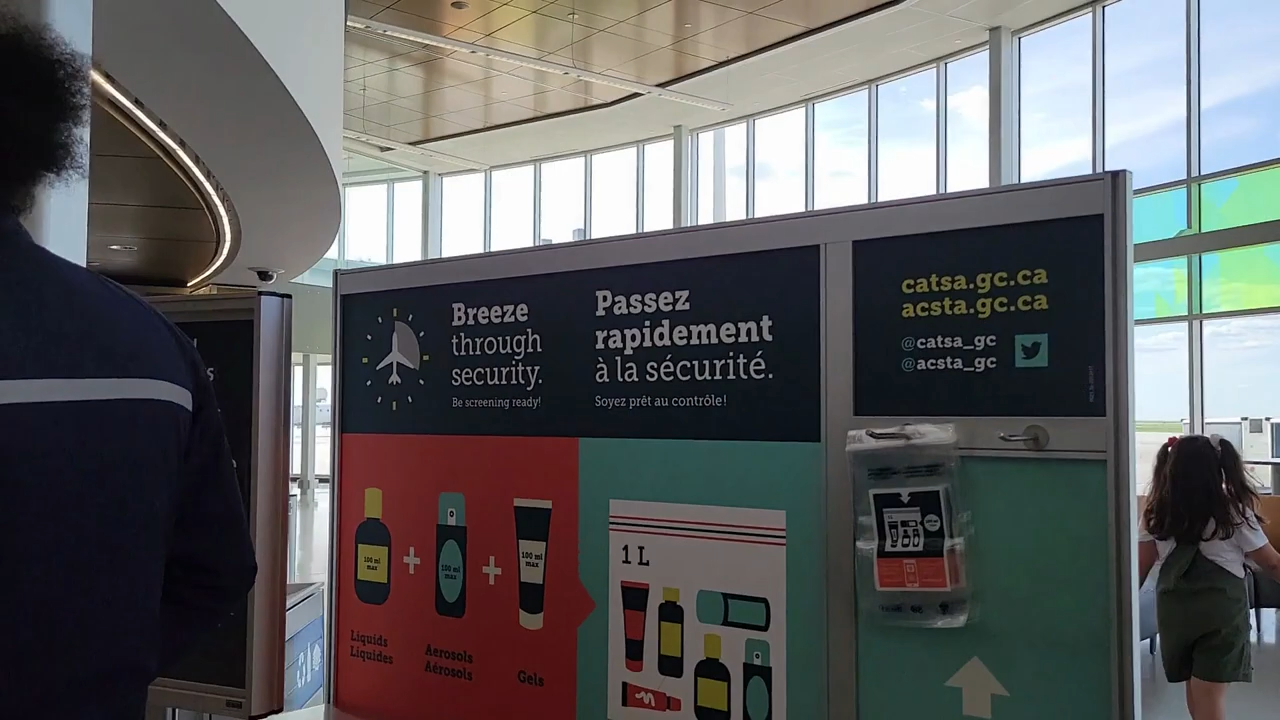 Breeze
through
security.
Be screening ready!
Passez
rapidement
à la sécurité.
Soyez prêt au contrôle!
catsa.gc.ca
acsta.gc.ca
@catsa_gc
@acsta_gc
100 ml
max
100 ml
max
100 ml
max
Liquids
Liquides
Aerosols
Aérosols
Gels
1 L